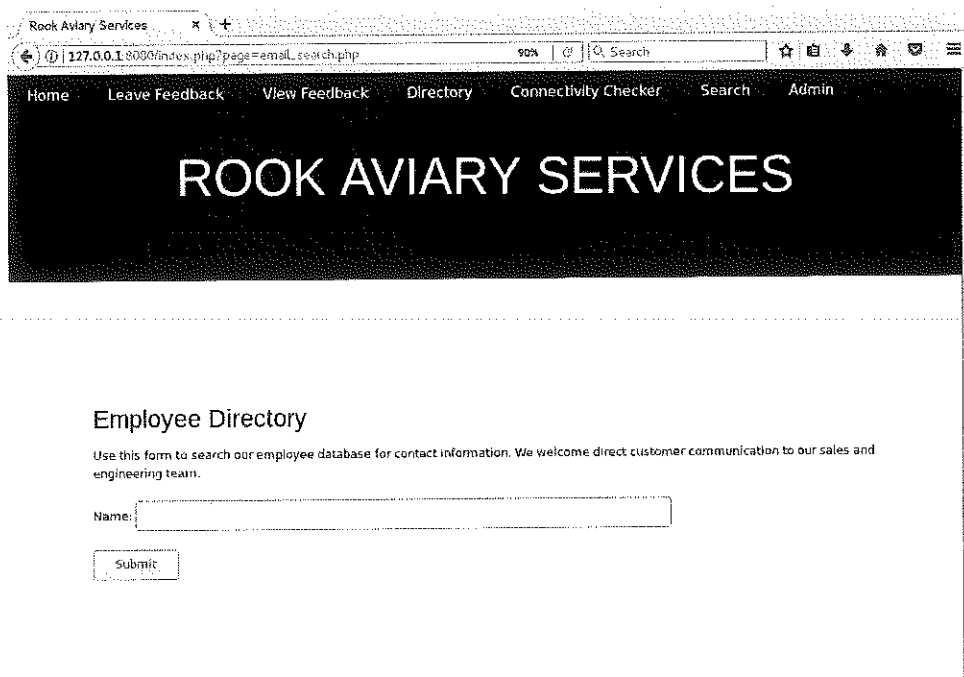 Rook Aviary Services
127.0.0.1:8080/index.php?page=email_search.php 90% Search
Home Leave Feedback View Feedback Directory Connectivity Checker Search Admin
ROOK AVIARY SERVICES
Employee Directory
Use this form to search our employee database for contact information. We welcome direct customer communication to our sales and
engineering team.
Name:
Submit